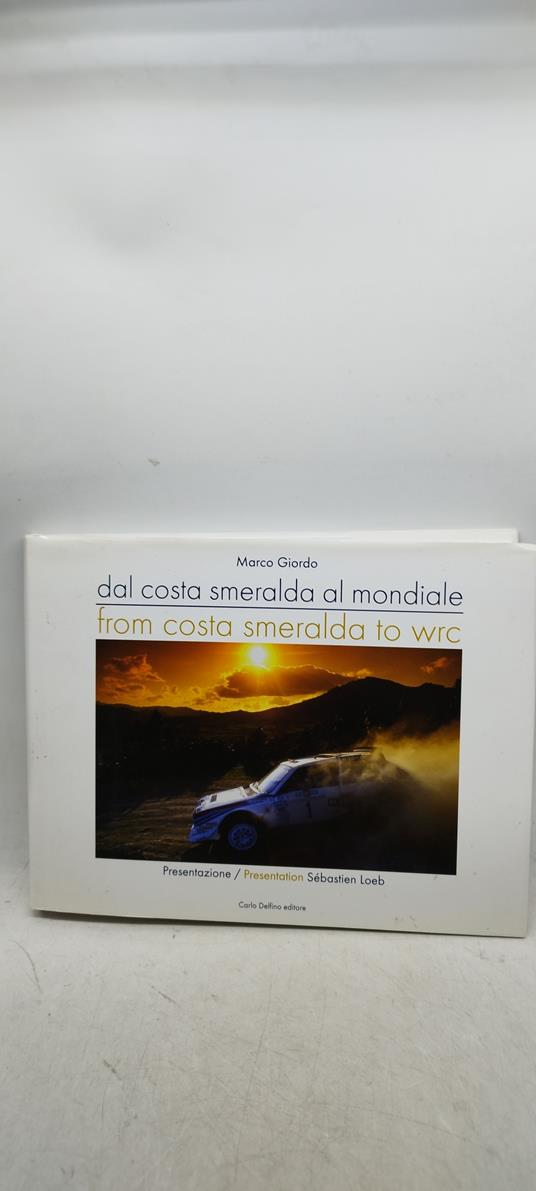 Marco Giordo
dal costa smeralda al mondiale
from costa smeralda to wrc
1
Presentazione / Presentation Sébastien Loeb
Carlo Delfino editore